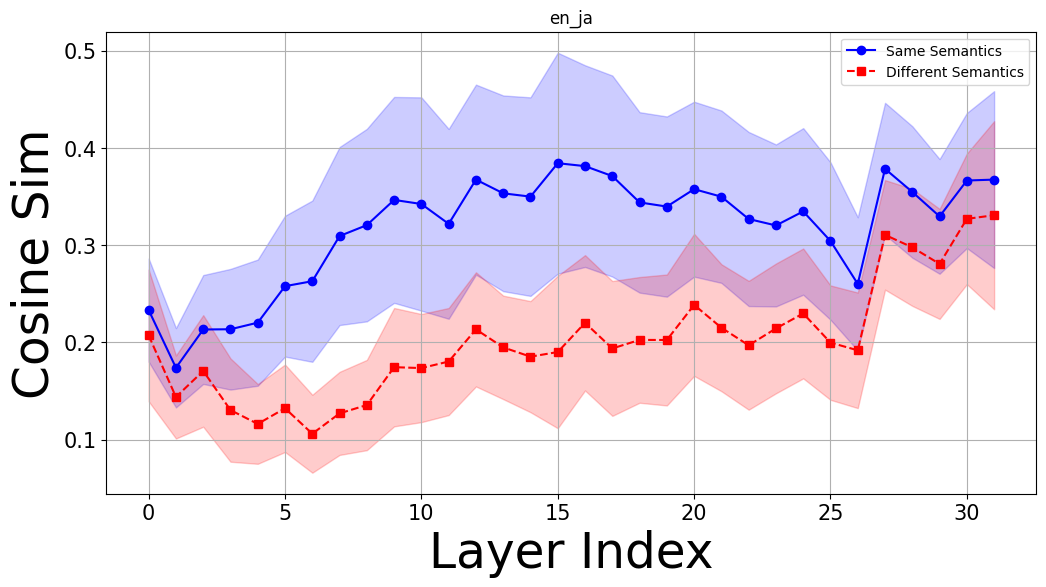 en_ja
Same Semantics
Different Semantics
Cosine Sim
0.5
0.4
0.3
0.2
0.1
0 5 10 15 20 25 30
Layer Index